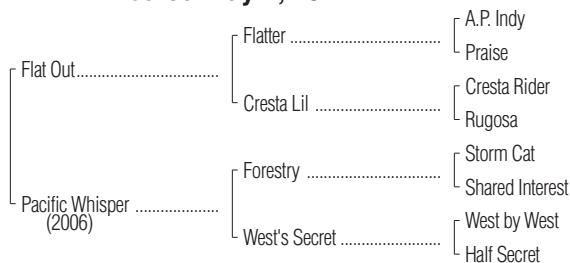 Flat Out
Pacific Whisper
(2006)
Flatter
Cresta Lil
Forestry
West's Secret
A.P. Indy
Praise
Cresta Rider
Rugosa
Storm Cat
Shared Interest
West by West
Half Secret